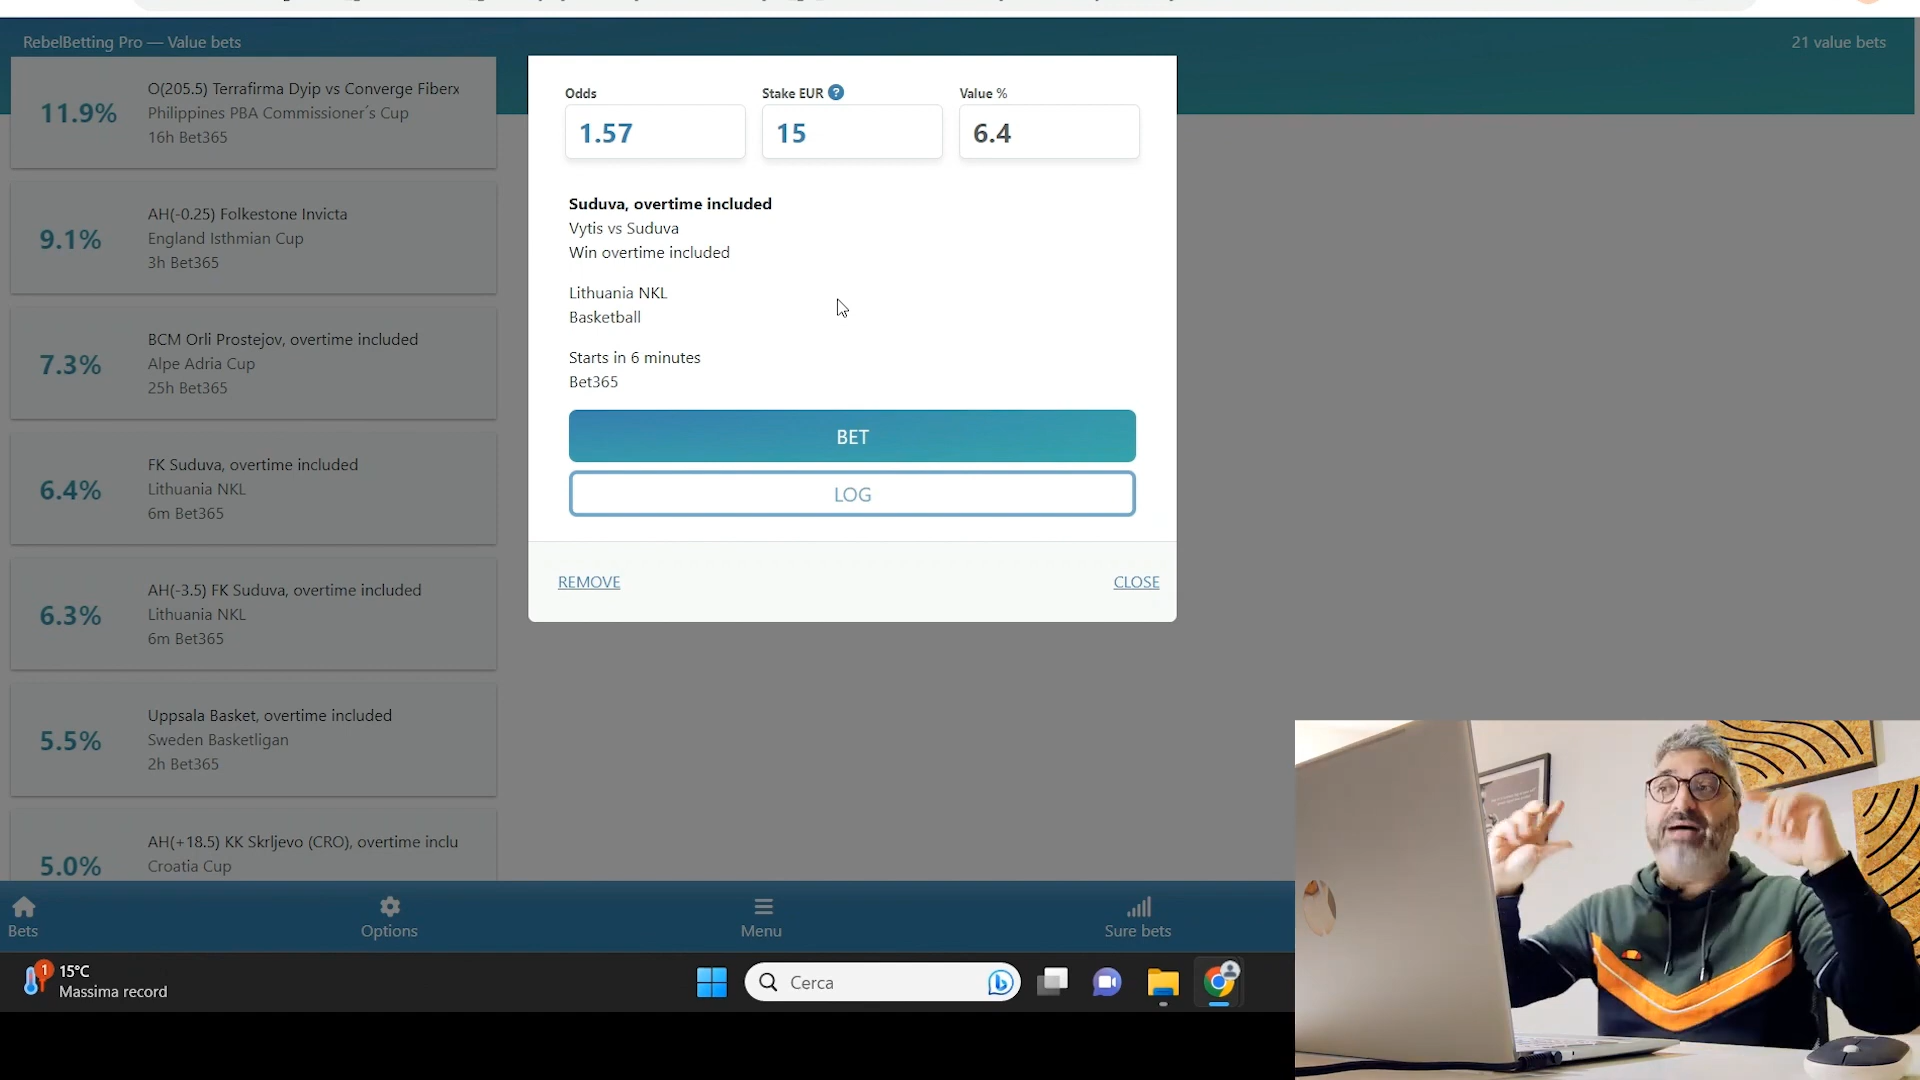 RebelBetting Pro — Value bets
21 value bets
11.9%
O(205.5) Terrafirma Dyip vs Converge Fiberx
Philippines PBA Commissioner´s Cup
16h Bet365
9.1%
AH(-0.25) Folkestone Invicta
England Isthmian Cup
3h Bet365
7.3%
BCM Orli Prostejov, overtime included
Alpe Adria Cup
25h Bet365
6.4%
FK Suduva, overtime included
Lithuania NKL
6m Bet365
6.3%
AH(-3.5) FK Suduva, overtime included
Lithuania NKL
6m Bet365
5.5%
Uppsala Basket, overtime included
Sweden Basketligan
2h Bet365
5.0%
AH(+18.5) KK Skrljevo (CRO), overtime inclu
Croatia Cup
Odds
Stake EUR ?
Value %
1.57
15
6.4
Suduva, overtime included
Vytis vs Suduva
Win overtime included
Lithuania NKL
Basketball
Starts in 6 minutes
Bet365
BET
LOG
REMOVE
CLOSE
Bets
Options
Menu
Sure bets
1
15°C
Massima record
Cerca